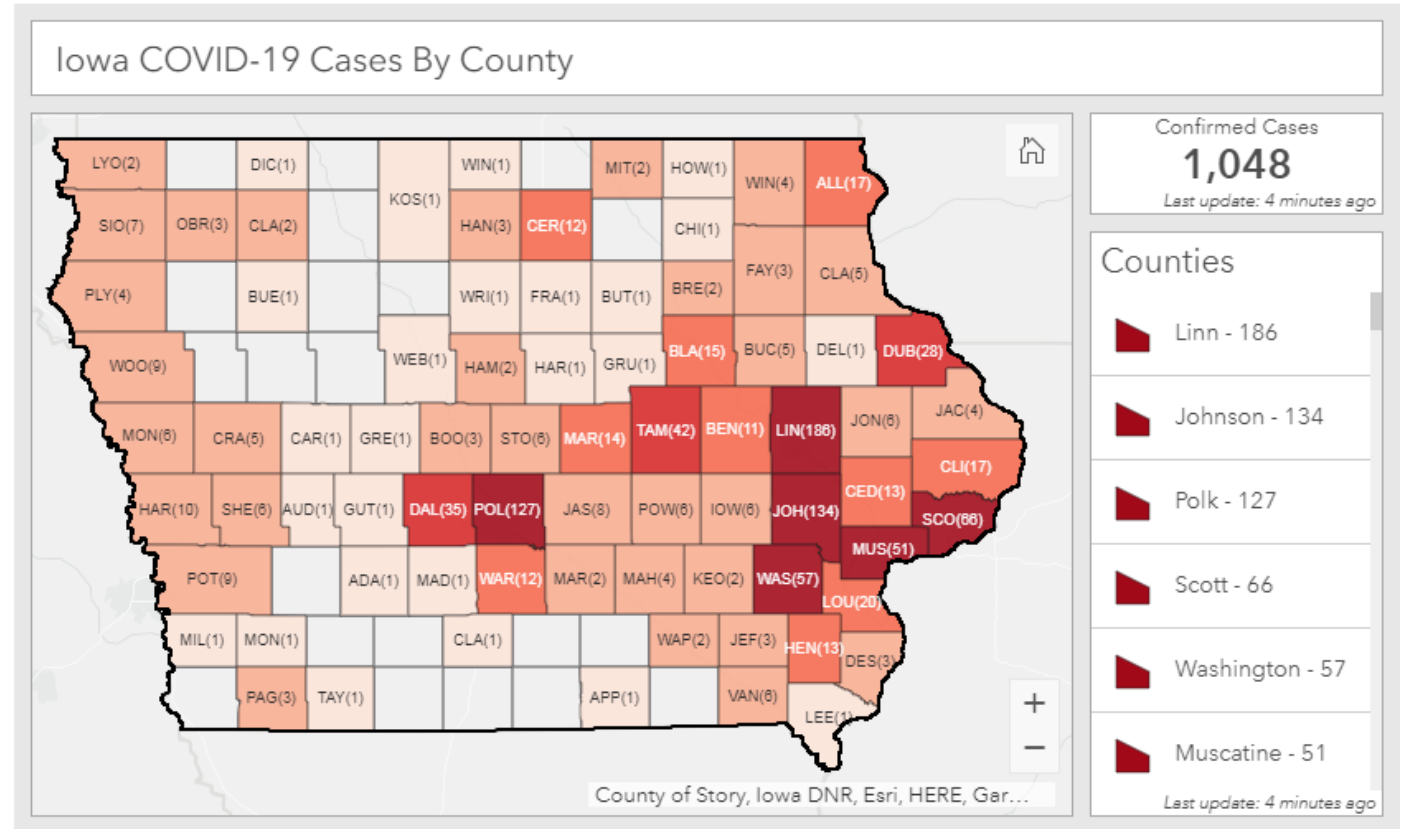 Iowa COVID-19 Cases By County
LYO(2)
DIC(1)
KOS(1)
WIN(1)
MIT(2)
HOW(1)
WIN(4)
ALL(17)
SIO(7)
OBR(3)
CLA(2)
HAN(3)
CER(12)
CHI(1)
PLY(4)
BUE(1)
WRI(1)
FRA(1)
BUT(1)
BRE(2)
FAY(3)
CLA(5)
WOO(9)
WEB(1)
HAM(2)
HAR(1)
GRU(1)
BLA(15)
BUC(5)
DEL(1)
DUB(28)
MON(6)
CRA(5)
CAR(1)
GRE(1)
BOO(3)
STO(6)
MAR(14)
TAM(42)
BEN(11)
LIN(186)
JON(6)
JAC(4)
CLI(17)
HAR(10)
SHE(6)
AUD(1)
GUT(1)
DAL(35)
POL(127)
JAS(8)
POW(6)
IOW(6)
JOH(134)
CED(13)
SCO(66)
MUS(51)
POT(9)
ADA(1)
MAD(1)
WAR(12)
MAR(2)
MAH(4)
KEO(2)
WAS(57)
LOU(20)
MIL(1)
MON(1)
CLA(1)
WAP(2)
JEF(3)
HEN(13)
DES(3)
PAG(3)
TAY(1)
APP(1)
VAN(6)
LEE(1)
+
−
County of Story, Iowa DNR, Esri, HERE, Gar...
Confirmed Cases
1,048
Last update: 4 minutes ago
Counties
Linn - 186
Johnson - 134
Polk - 127
Scott - 66
Washington - 57
Muscatine - 51
Last update: 4 minutes ago